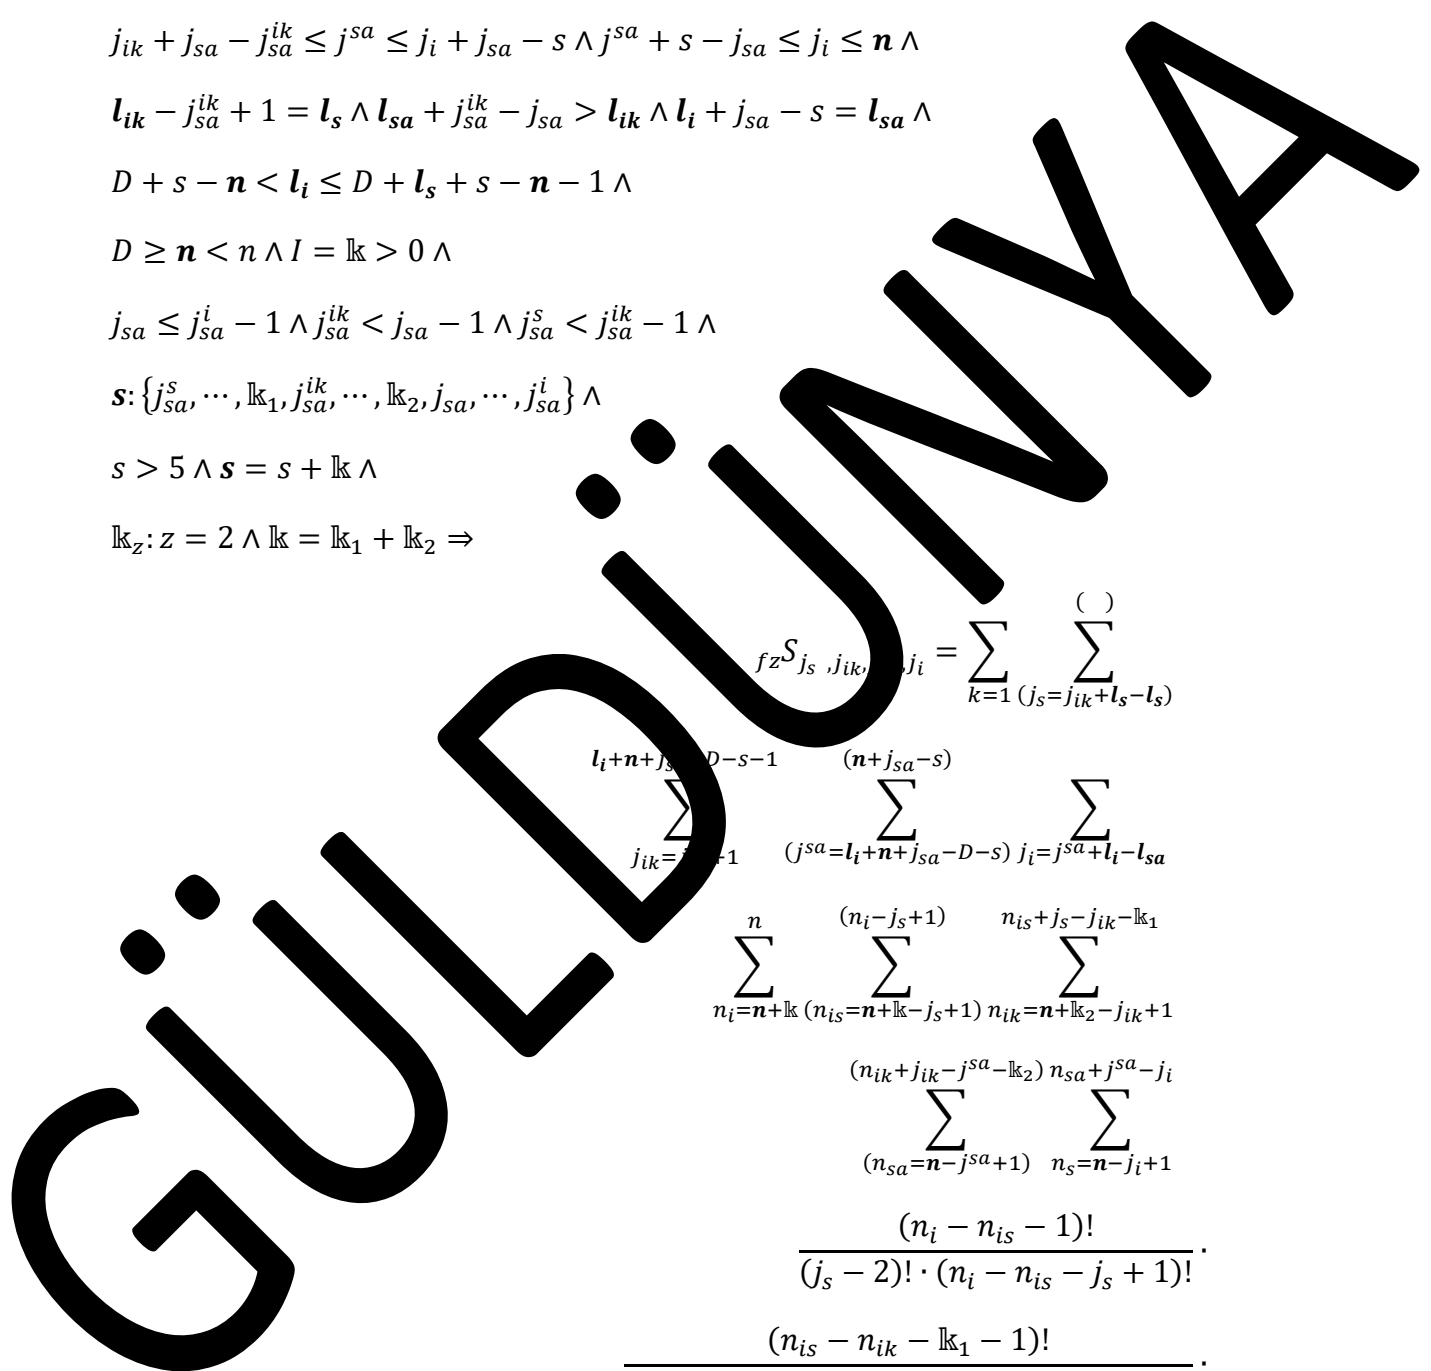 j_{ik} + j_{sa} − j_{sa}^{ik} ≤ j^{sa} ≤ j_i + j_{sa} − s ∧ j^{sa} + s − j_{sa} ≤ j_i ≤ n ∧
l_{ik} − j_{sa}^{ik} + 1 = l_s ∧ l_{sa} + j_{sa}^{ik} − j_{sa} > l_{ik} ∧ l_i + j_{sa} − s = l_{sa} ∧
D + s − n < l_i ≤ D + l_s + s − n − 1 ∧
D ≥ n < n ∧ I = 𝕜 > 0 ∧
j_{sa} ≤ j_{sa}^i − 1 ∧ j_{sa}^{ik} < j_{sa} − 1 ∧ j_{sa}^s < j_{sa}^{ik} − 1 ∧
s: {j_{sa}^s, ⋯, 𝕜_1, j_{sa}^{ik}, ⋯, 𝕜_2, j_{sa}, ⋯, j_{sa}^i} ∧
s > 5 ∧ s = s + 𝕜 ∧
𝕜_z: z = 2 ∧ 𝕜 = 𝕜_1 + 𝕜_2 ⇒
( )
_{fz}S_{j_s ,j_{ik}, ,j_i} = ∑ ∑
k=1 (j_s=j_{ik}+l_s−l_s)
l_i+n+ D−s−1 (n+j_{sa}−s)
∑ ∑ ∑
j_{ik}= +1 (j^{sa}=l_i+n+j_{sa}−D−s) j_i=j^{sa}+l_i−l_{sa}
n (n_i−j_s+1) n_{is}+j_s−j_{ik}−𝕜_1
∑ ∑ ∑
n_i=n+𝕜 (n_{is}=n+𝕜−j_s+1) n_{ik}=n+𝕜_2−j_{ik}+1
(n_{ik}+j_{ik}−j^{sa}−𝕜_2) n_{sa}+j^{sa}−j_i
∑ ∑
(n_{sa}=n−j^{sa}+1) n_s=n−j_i+1
(n_i − n_{is} − 1)!
(j_s − 2)! · (n_i − n_{is} − j_s + 1)! ·
(n_{is} − n_{ik} − 𝕜_1 − 1)! ·
GÜLDÜNYA